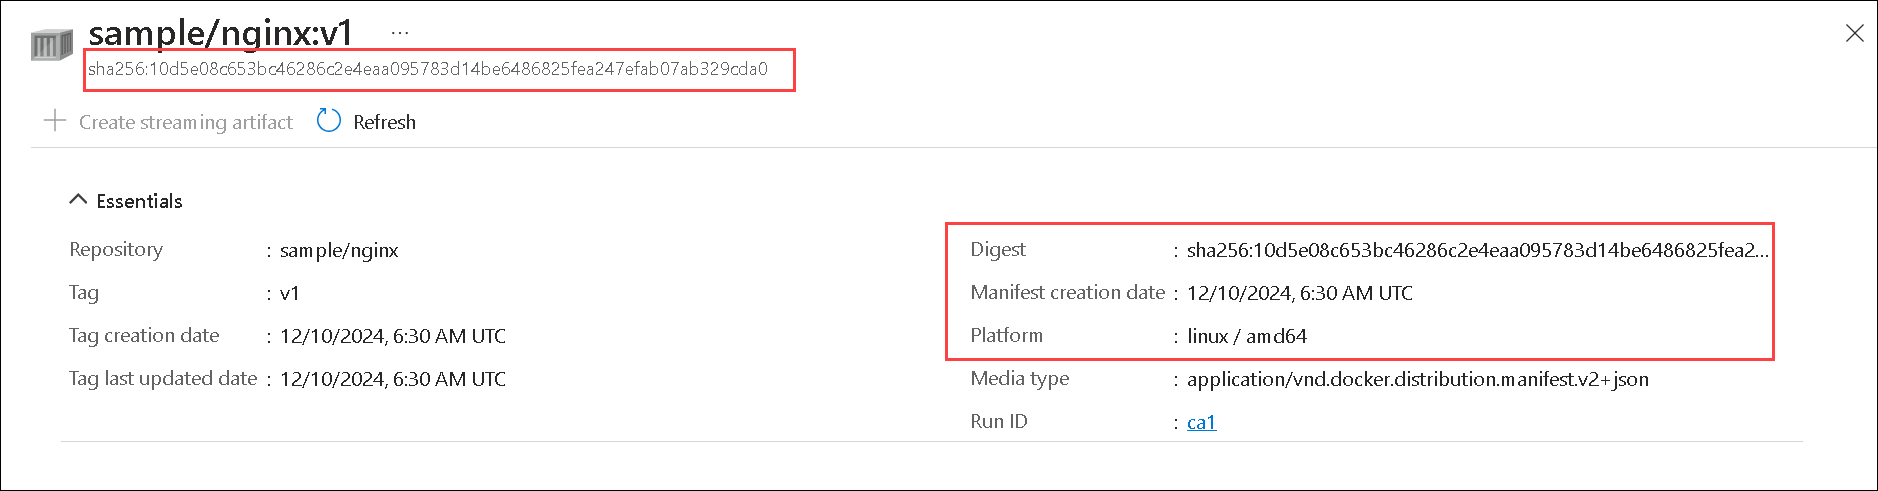 sample/nginx:v1 ...
sha256:10d5e08c653bc46286c2e4eaa095783d14be6486825fea247efab07ab329cda0
Create streaming artifact Refresh
Essentials
Repository : sample/nginx
Tag : v1
Tag creation date : 12/10/2024, 6:30 AM UTC
Tag last updated date : 12/10/2024, 6:30 AM UTC
Digest : sha256:10d5e08c653bc46286c2e4eaa095783d14be6486825fea2...
Manifest creation date : 12/10/2024, 6:30 AM UTC
Platform : linux / amd64
Media type : application/vnd.docker.distribution.manifest.v2+json
Run ID : ca1